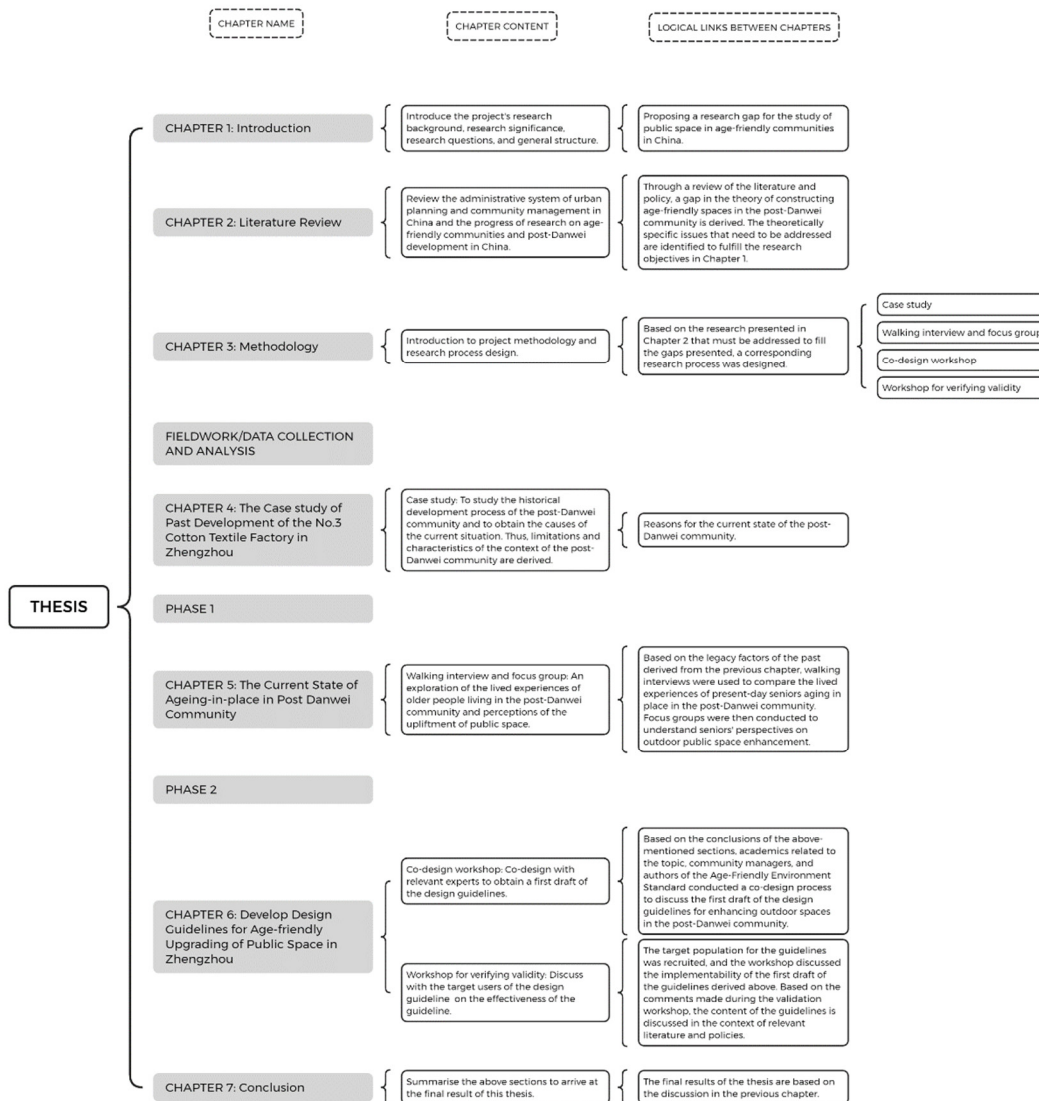 CHAPTER NAME
CHAPTER CONTENT
LOGICAL LINKS BETWEEN CHAPTERS
THESIS
CHAPTER 1: Introduction
Introduce the project's research
background, research significance,
research questions, and general structure.
Proposing a research gap for the study of
public space in age-friendly communities
in China.
CHAPTER 2: Literature Review
Review the administrative system of urban
planning and community management in
China and the progress of research on age-
friendly communities and post-Danwei
development in China.
Through a review of the literature and
policy, a gap in the theory of constructing
age-friendly spaces in the post-Danwei
community is derived. The theoretically
specific issues that need to be addressed
are identified to fulfill the research
objectives in Chapter 1.
CHAPTER 3: Methodology
Introduction to project methodology and
research process design.
Based on the research presented in
Chapter 2 that must be addressed to fill
the gaps presented, a corresponding
research process was designed.
Case study
Walking interview and focus group
Co-design workshop
Workshop for verifying validity
FIELDWORK/DATA COLLECTION
AND ANALYSIS
CHAPTER 4: The Case study of
Past Development of the No.3
Cotton Textile Factory in
Zhengzhou
Case study: To study the historical
development process of the post-Danwei
community and to obtain the causes of
the current situation. Thus, limitations and
characteristics of the context of the post-
Danwei community are derived.
Reasons for the current state of the post-
Danwei community.
PHASE 1
CHAPTER 5: The Current State of
Ageing-in-place in Post Danwei
Community
Walking interview and focus group: An
exploration of the lived experiences of
older people living in the post-Danwei
community and perceptions of the
upliftment of public space.
Based on the legacy factors of the past
derived from the previous chapter, walking
interviews were used to compare the lived
experiences of present-day seniors aging in
place in the post-Danwei community.
Focus groups were then conducted to
understand seniors' perspectives on
outdoor public space enhancement.
PHASE 2
CHAPTER 6: Develop Design
Guidelines for Age-friendly
Upgrading of Public Space in
Zhengzhou
Co-design workshop: Co-design with
relevant experts to obtain a first draft of
the design guidelines.
Based on the conclusions of the above-
mentioned sections, academics related to
the topic, community managers, and
authors of the Age-Friendly Environment
Standard conducted a co-design process
to discuss the first draft of the design
guidelines for enhancing outdoor spaces
in the post-Danwei community.
Workshop for verifying validity: Discuss
with the target users of the design
guideline on the effectiveness of the
guideline.
The target population for the guidelines
was recruited, and the workshop discussed
the implementability of the first draft of
the guidelines derived above. Based on the
comments made during the validation
workshop, the content of the guidelines is
discussed in the context of relevant
literature and policies.
CHAPTER 7: Conclusion
Summarise the above sections to arrive at
the final result of this thesis.
The final results of the thesis are based on
the discussion in the previous chapter.